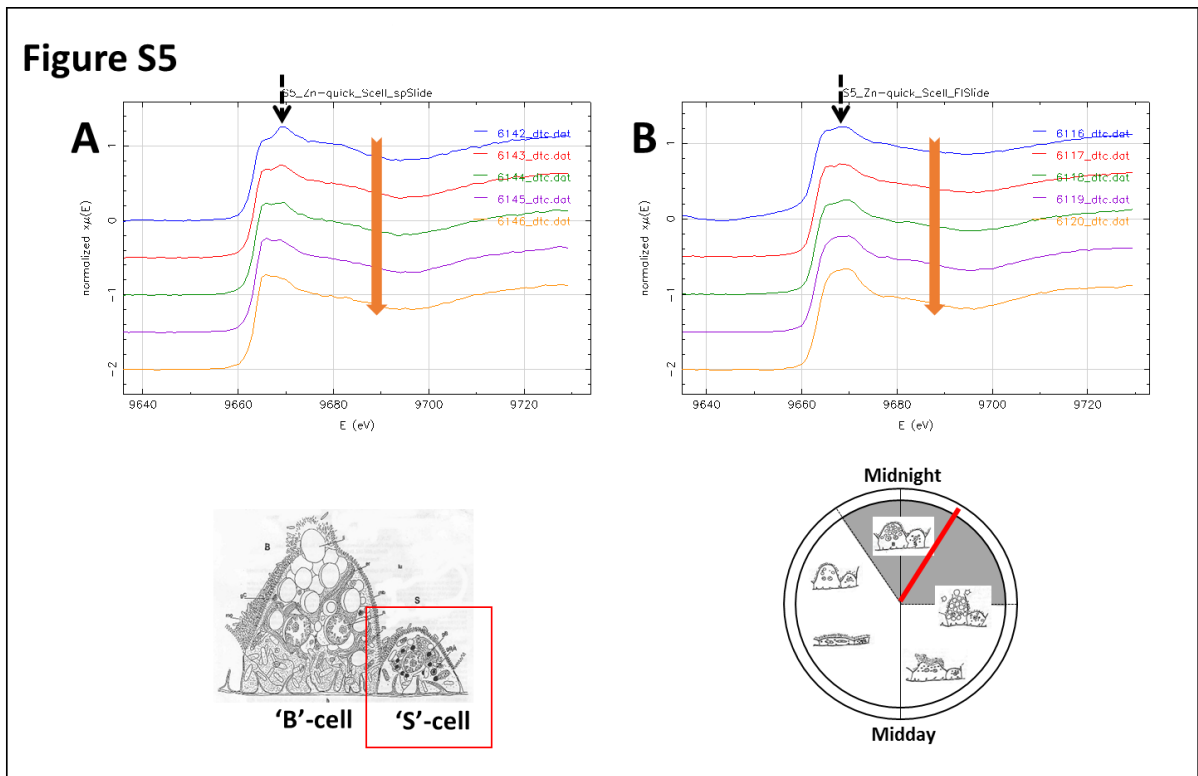 Figure S5
A
S5_Zn-quick_Scell_spSlide
6142_dtc.dat
6143_dtc.dat
6144_dtc.dat
6145_dtc.dat
6146_dtc.dat
normalized xμ(E)
1
0
-1
-2
9640 9660 9680 9700 9720
E (eV)
B
S5_Zn-quick_Scell_FlSlide
6116_dtc.dat
6117_dtc.dat
6118_dtc.dat
6119_dtc.dat
6120_dtc.dat
normalized xμ(E)
1
0
-1
-2
9640 9660 9680 9700 9720
E (eV)
B
S
'B'-cell 'S'-cell
Midnight
Midday